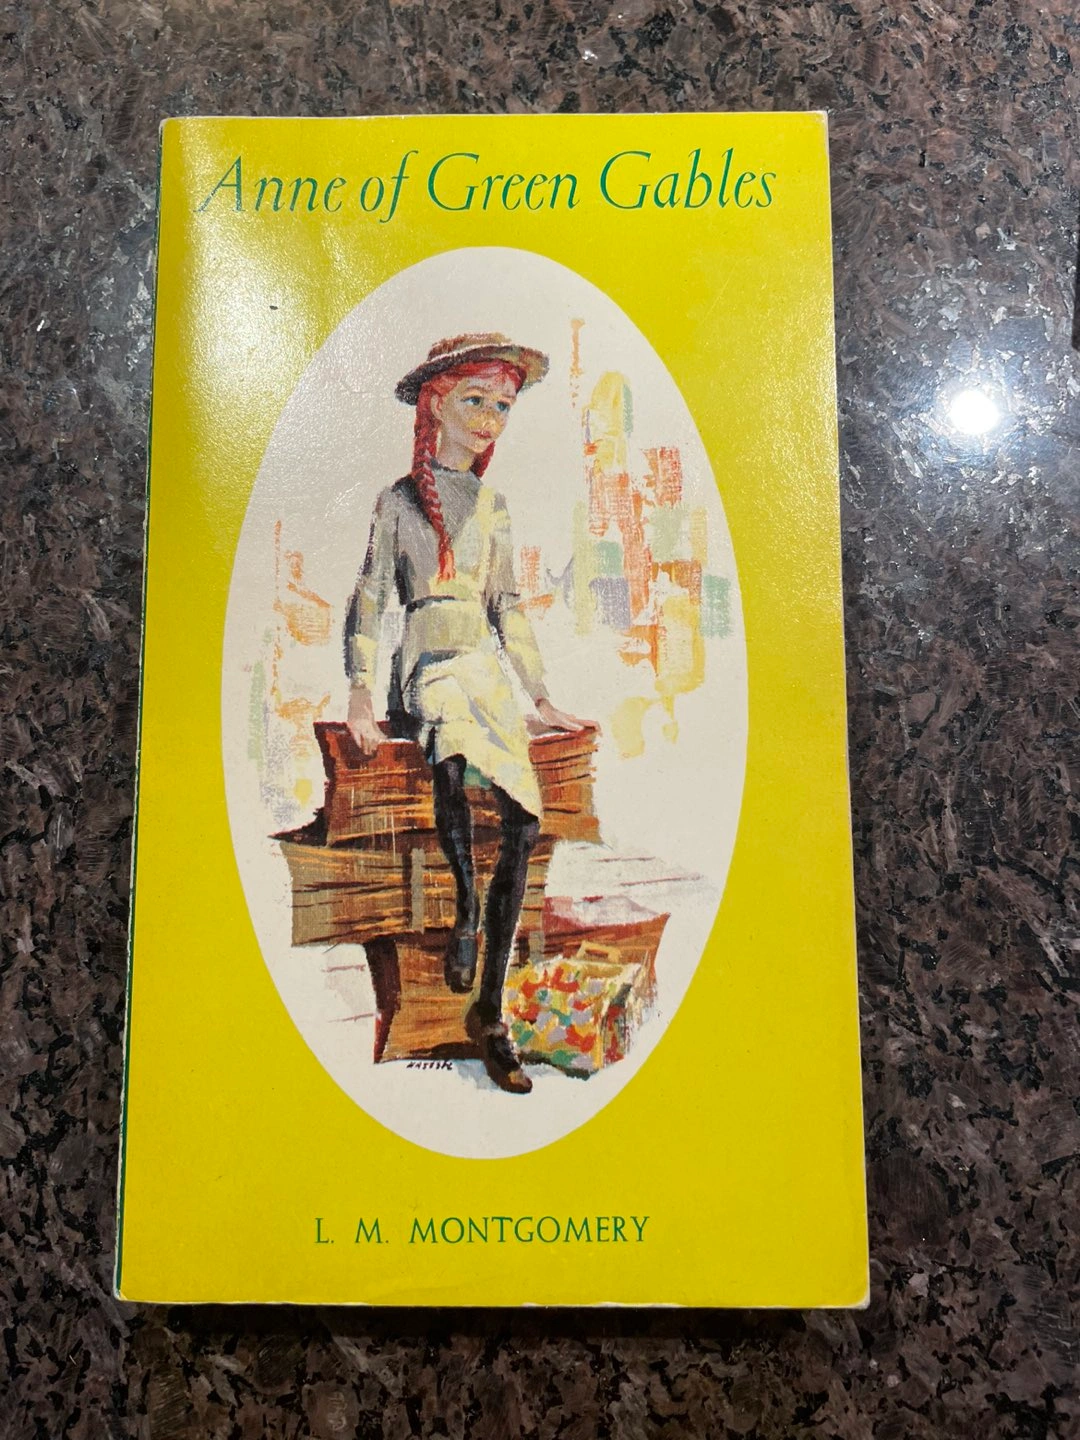 Anne of Green Gables
L. M. MONTGOMERY